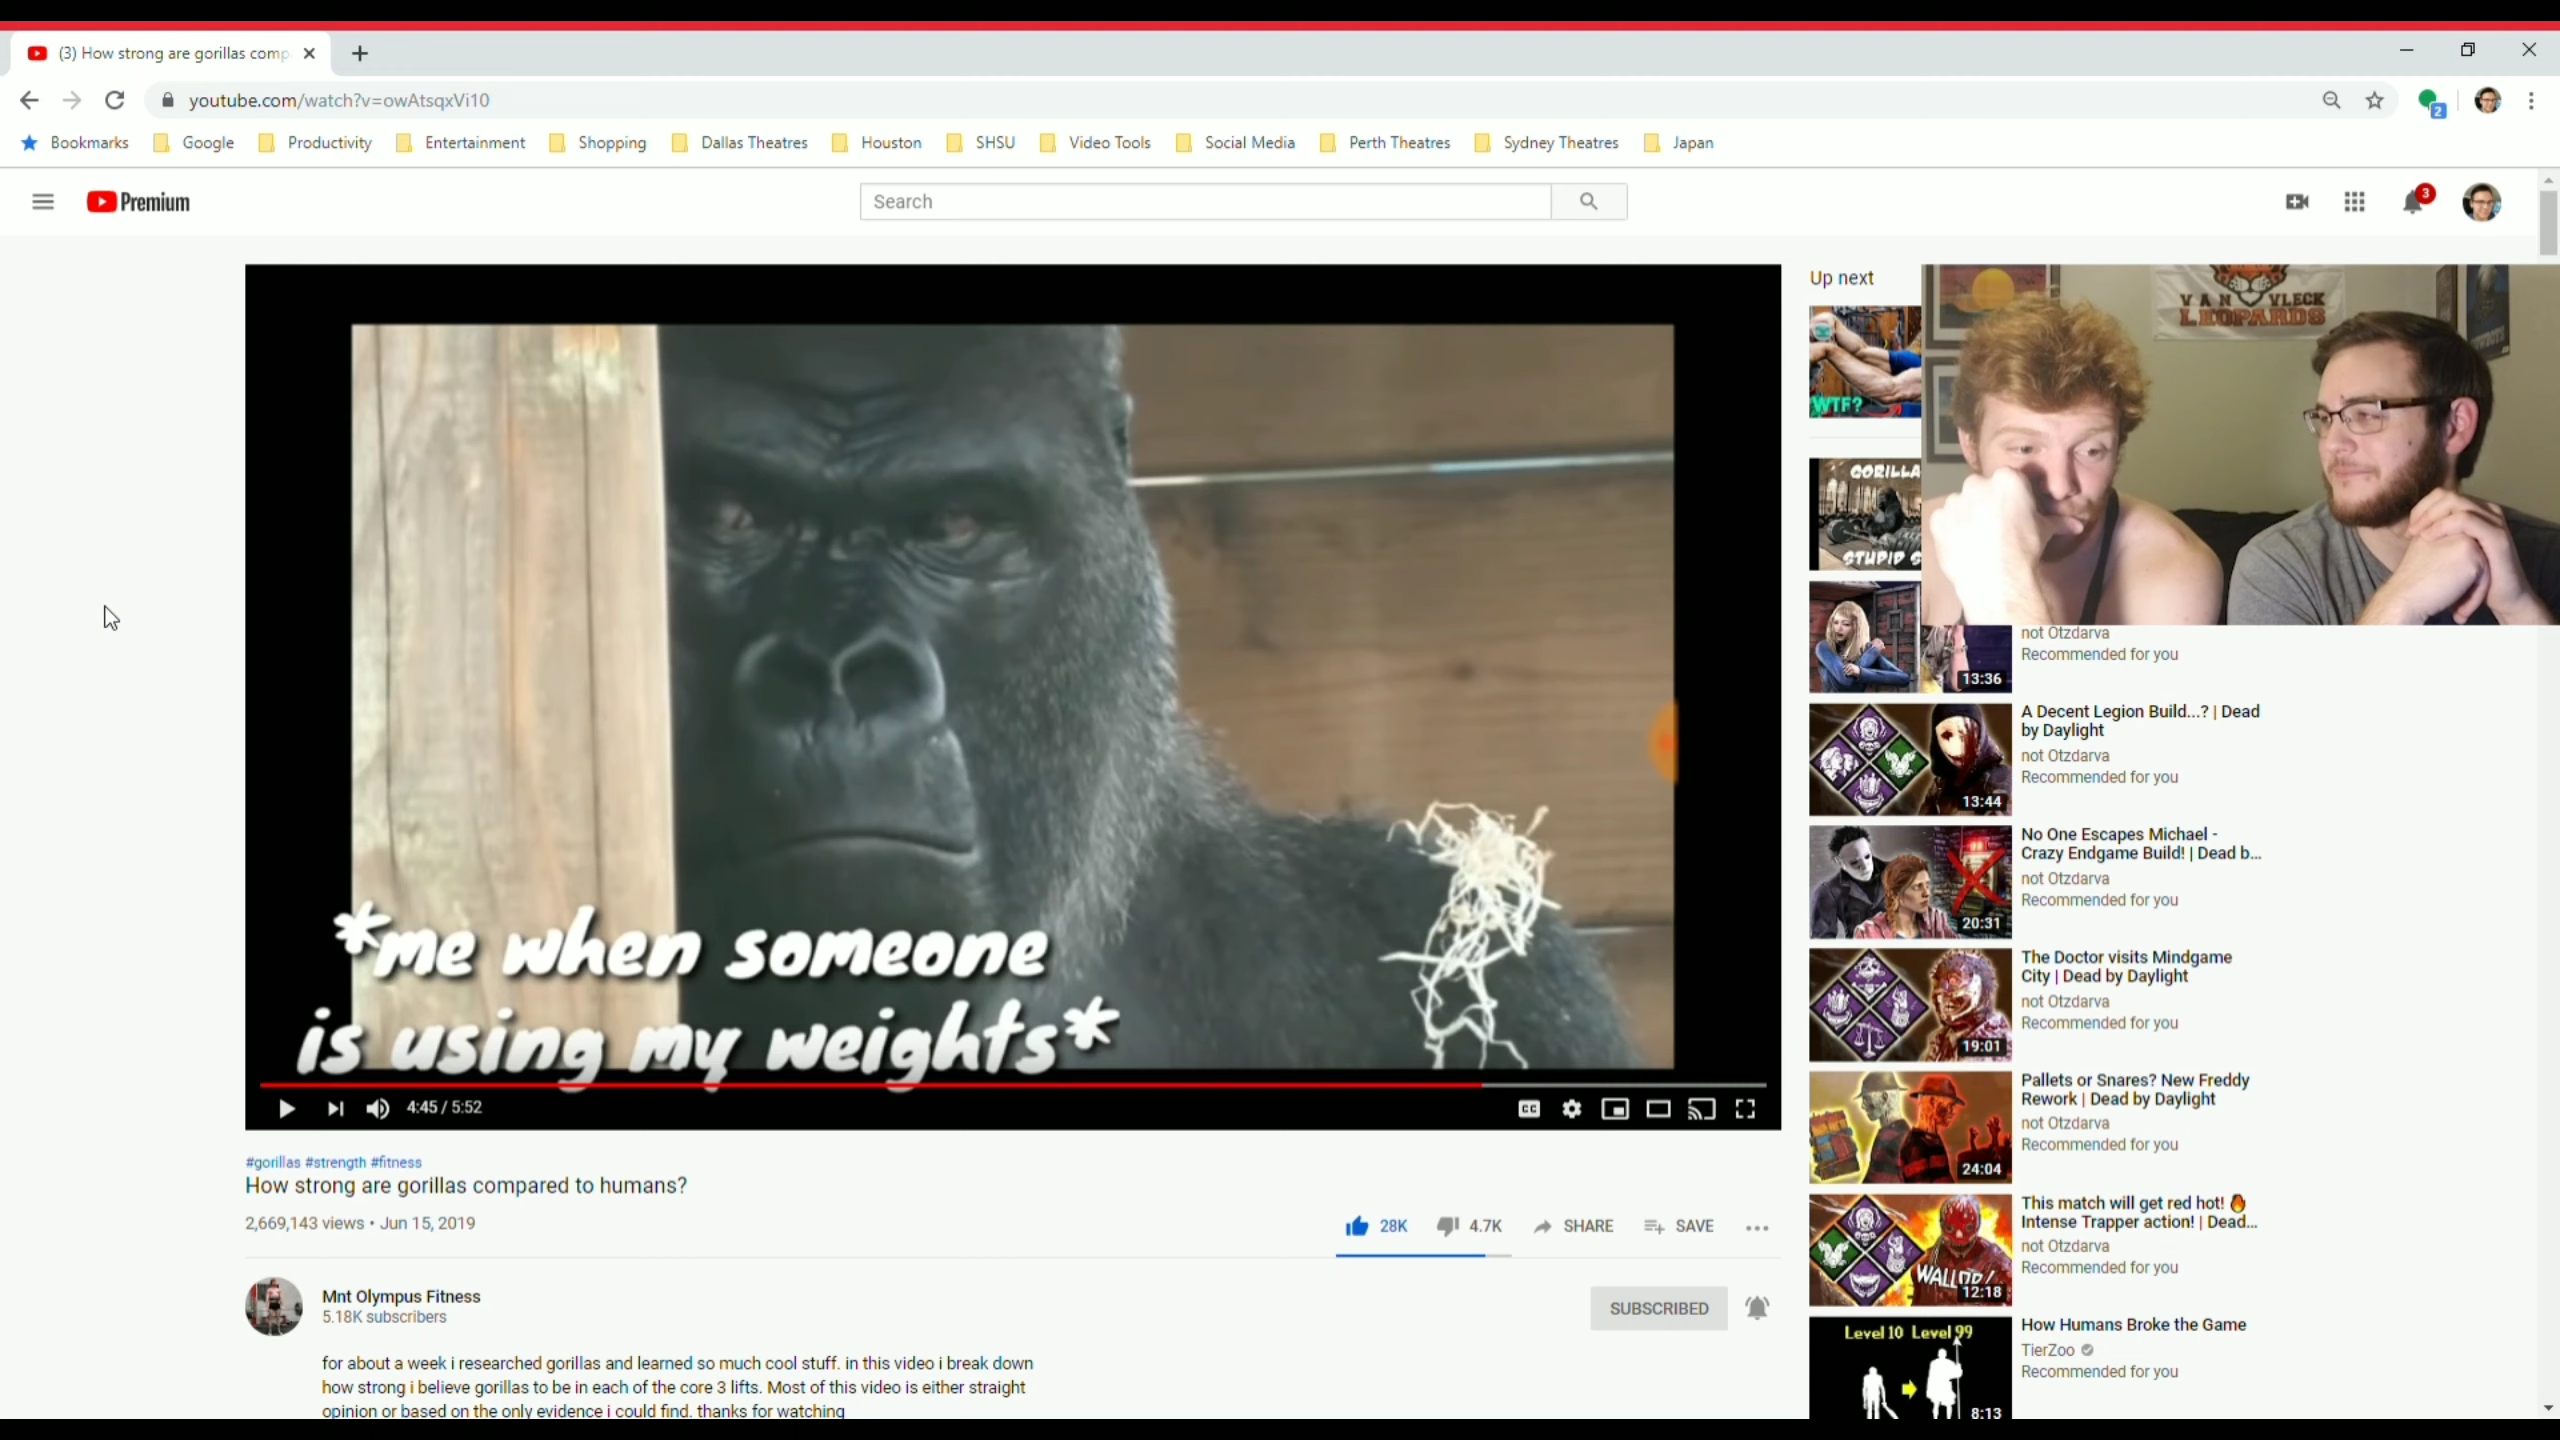 (3) How strong are gorillas comp
youtube.com/watch?v=owAtsqxVi10
2
Bookmarks Google Productivity Entertainment Shopping Dallas Theatres Houston SHSU Video Tools Social Media Perth Theatres Sydney Theatres Japan
Premium
Search
3
*me when someone
is using my weights*
4:45 / 5:52
CC
#gorillas #strength #fitness
How strong are gorillas compared to humans?
2,669,143 views • Jun 15, 2019
28K 4.7K SHARE SAVE
Mnt Olympus Fitness
5.18K subscribers
SUBSCRIBED
for about a week i researched gorillas and learned so much cool stuff. in this video i break down
how strong i believe gorillas to be in each of the core 3 lifts. Most of this video is either straight
opinion or based on the only evidence i could find. thanks for watching
Up next
VAN VLECK
LEOPARDS
WTF?
GORILLA
STUPID S
not Otzdarva
Recommended for you
13:36
A Decent Legion Build...? | Dead
by Daylight
not Otzdarva
Recommended for you
13:44
No One Escapes Michael -
Crazy Endgame Build! | Dead b...
not Otzdarva
Recommended for you
20:31
The Doctor visits Mindgame
City | Dead by Daylight
not Otzdarva
Recommended for you
19:01
Pallets or Snares? New Freddy
Rework | Dead by Daylight
not Otzdarva
Recommended for you
24:04
This match will get red hot! 🔥
Intense Trapper action! | Dead...
not Otzdarva
Recommended for you
WALLOP!
12:18
How Humans Broke the Game
TierZoo
Recommended for you
Level 10 Level 99
8:13